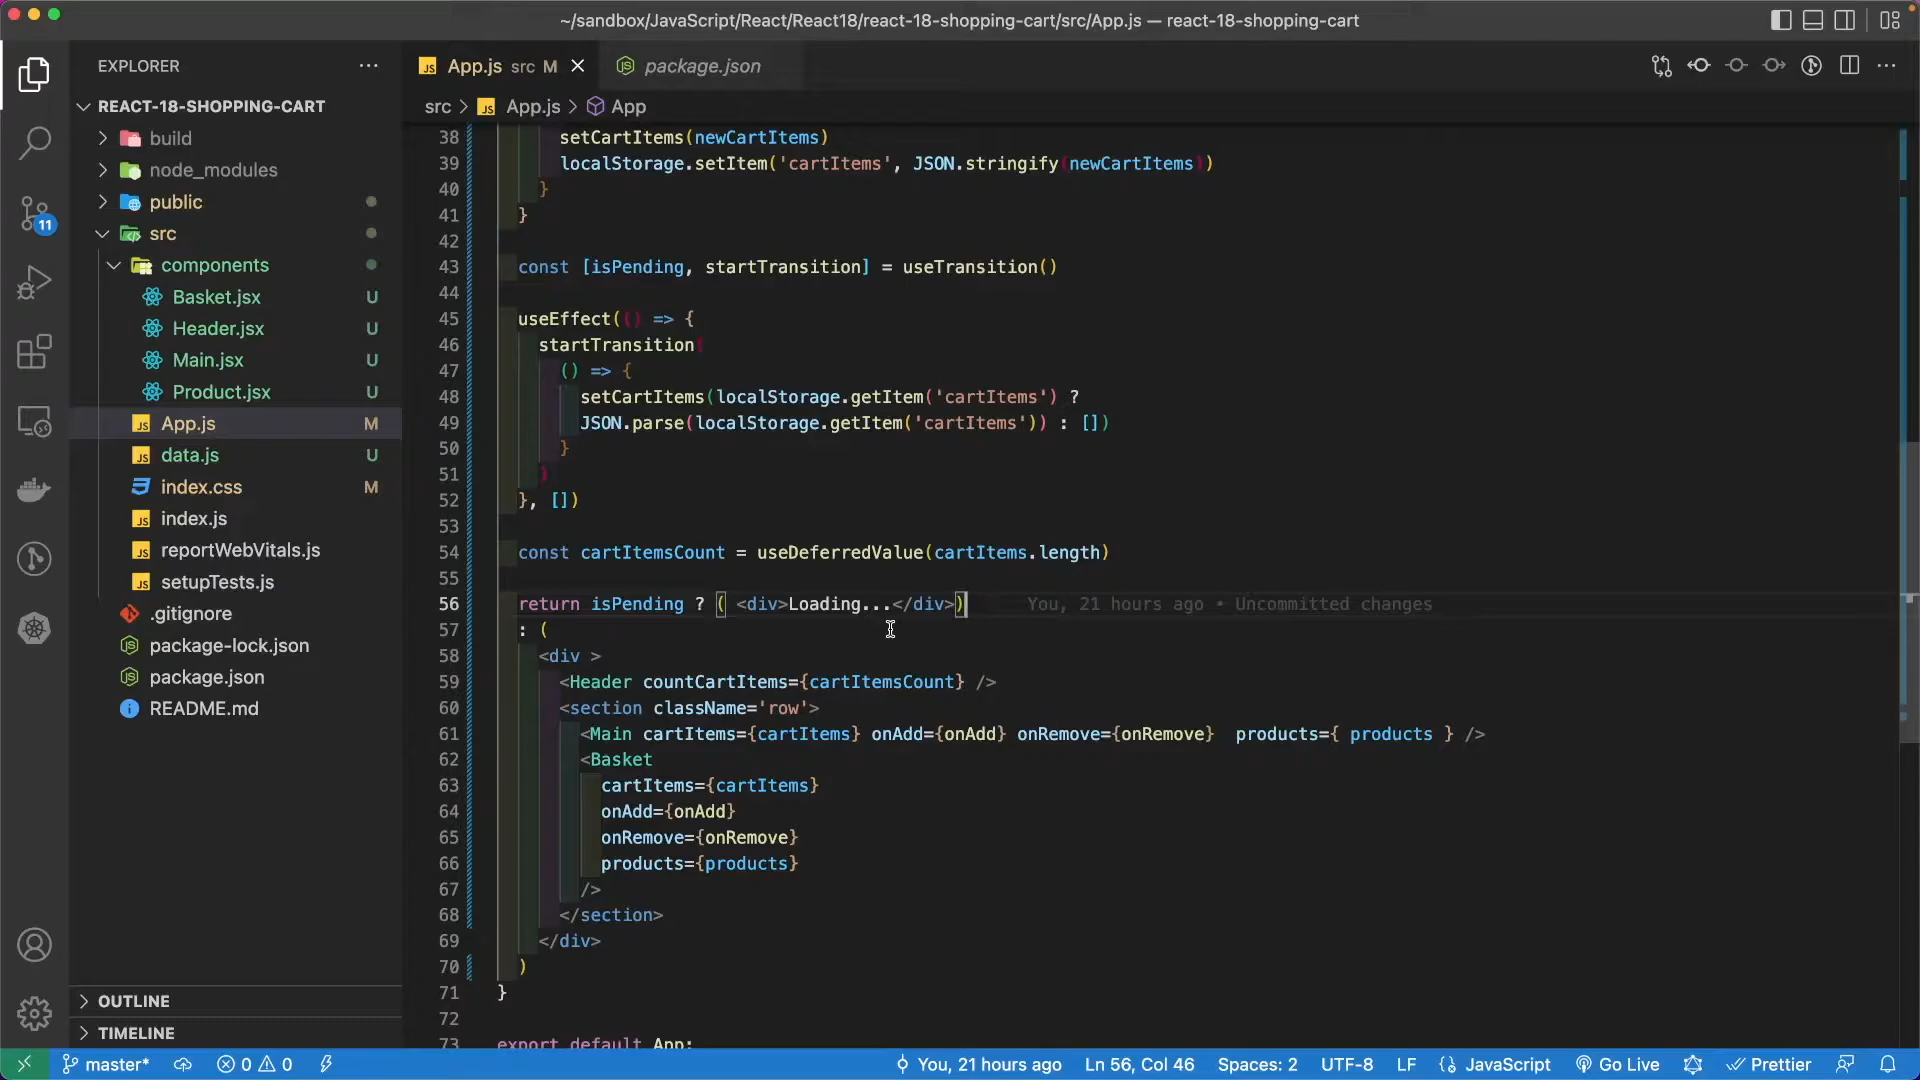 ~/sandbox/JavaScript/React/React18/react-18-shopping-cart/src/App.js — react-18-shopping-cart
EXPLORER
REACT-18-SHOPPING-CART
build
node_modules
public
src
components
Basket.jsx U
Header.jsx U
Main.jsx U
Product.jsx U
App.js M
data.js U
index.css M
index.js
reportWebVitals.js
setupTests.js
.gitignore
package-lock.json
package.json
README.md
OUTLINE
TIMELINE
11
App.js src M
package.json
src > App.js > App
38 setCartItems(newCartItems)
39 localStorage.setItem('cartItems', JSON.stringify(newCartItems))
40 }
41 }
42
43 const [isPending, startTransition] = useTransition()
44
45 useEffect(() => {
46 startTransition(
47 () => {
48 setCartItems(localStorage.getItem('cartItems') ?
49 JSON.parse(localStorage.getItem('cartItems')) : [])
50 }
51 )
52 }, [])
53
54 const cartItemsCount = useDeferredValue(cartItems.length)
55
56 return isPending ? ( <div>Loading...</div>) You, 21 hours ago • Uncommitted changes
57 : (
58 <div >
59 <Header countCartItems={cartItemsCount} />
60 <section className='row'>
61 <Main cartItems={cartItems} onAdd={onAdd} onRemove={onRemove}  products={ products } />
62 <Basket
63 cartItems={cartItems}
64 onAdd={onAdd}
65 onRemove={onRemove}
66 products={products}
67 />
68 </section>
69 </div>
70 )
71 }
72
73 export default App;
master* 0 0 You, 21 hours ago Ln 56, Col 46 Spaces: 2 UTF-8 LF JavaScript Go Live Prettier